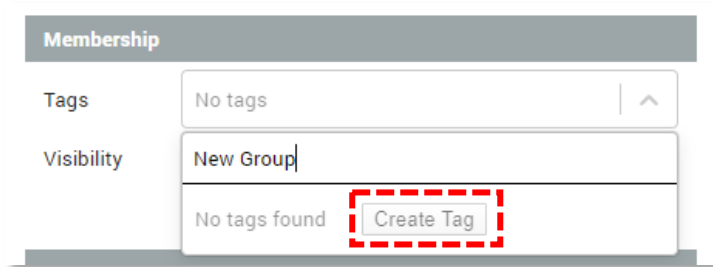 Membership
Tags No tags
Visibility New Group
No tags found Create Tag